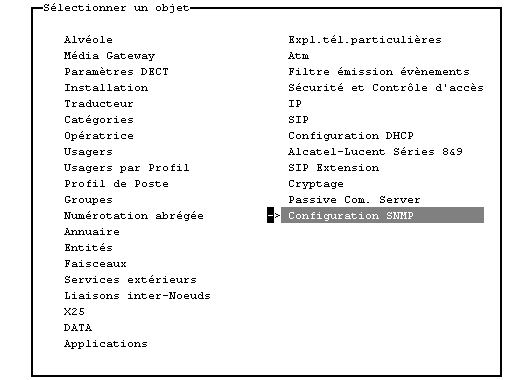 Sélectionner un objet
Alvéole
Média Gateway
Paramètres DECT
Installation
Traducteur
Catégories
Opératrice
Usagers
Usagers par Profil
Profil de Poste
Groupes
Numérotation abrégée
Annuaire
Entités
Faisceaux
Services extérieurs
Liaisons inter-Noeuds
X25
DATA
Applications
Expl.tél.particulières
Atm
Filtre émission évènements
Sécurité et Contrôle d'accès
IP
SIP
Configuration DHCP
Alcatel-Lucent Séries 8&9
SIP Extension
Cryptage
Passive Com. Server
-> Configuration SNMP